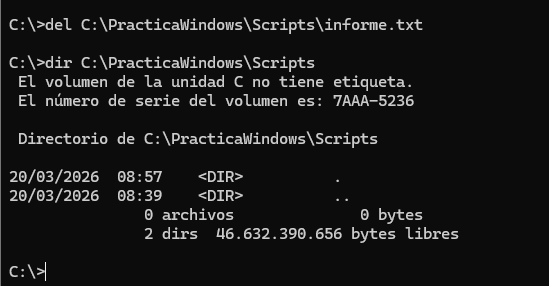 C:\>del C:\PracticaWindows\Scripts\informe.txt
C:\>dir C:\PracticaWindows\Scripts
El volumen de la unidad C no tiene etiqueta.
El número de serie del volumen es: 7AAA-5236
Directorio de C:\PracticaWindows\Scripts
20/03/2026  08:57    <DIR>          .
20/03/2026  08:39    <DIR>          ..
0 archivos              0 bytes
2 dirs  46.632.390.656 bytes libres
C:\>